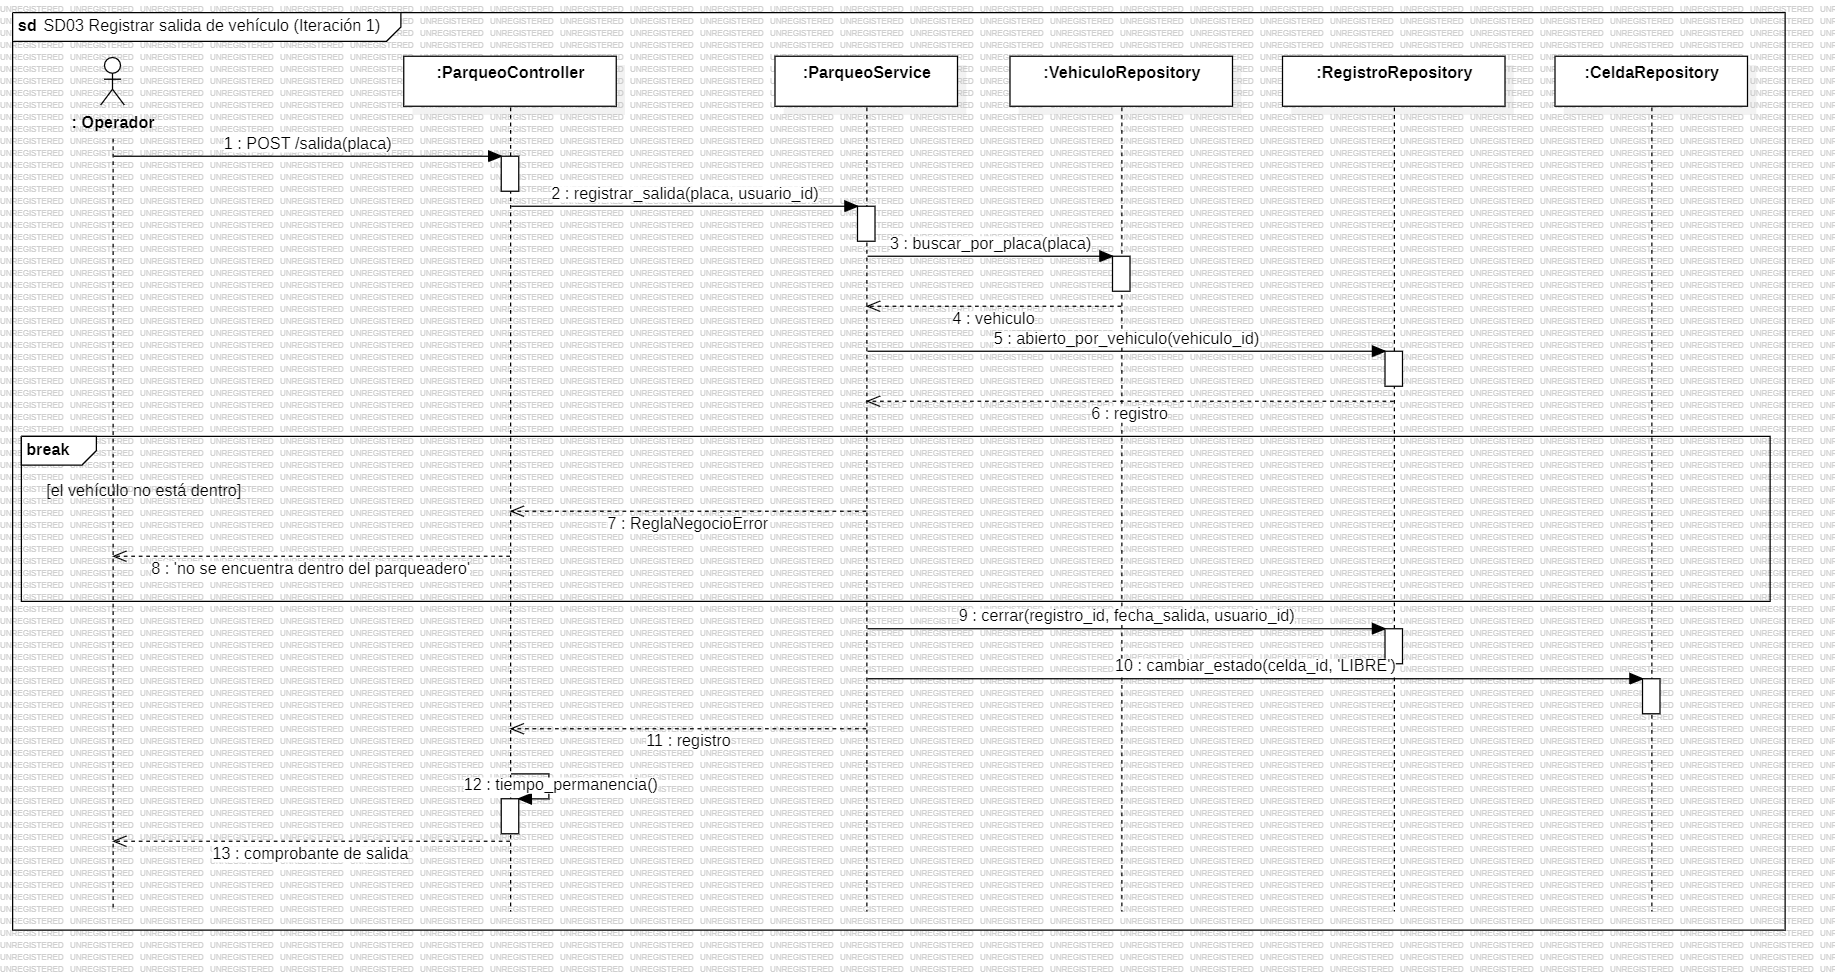 sd SD03 Registrar salida de vehículo (Iteración 1)
: Operador
:ParqueoController
:ParqueoService
:VehiculoRepository
:RegistroRepository
:CeldaRepository
1 : POST /salida(placa)
2 : registrar_salida(placa, usuario_id)
3 : buscar_por_placa(placa)
4 : vehiculo
5 : abierto_por_vehiculo(vehiculo_id)
6 : registro
break
[el vehículo no está dentro]
7 : ReglaNegocioError
8 : 'no se encuentra dentro del parqueadero'
9 : cerrar(registro_id, fecha_salida, usuario_id)
10 : cambiar_estado(celda_id, 'LIBRE')
11 : registro
12 : tiempo_permanencia()
13 : comprobante de salida
UNREGISTERED